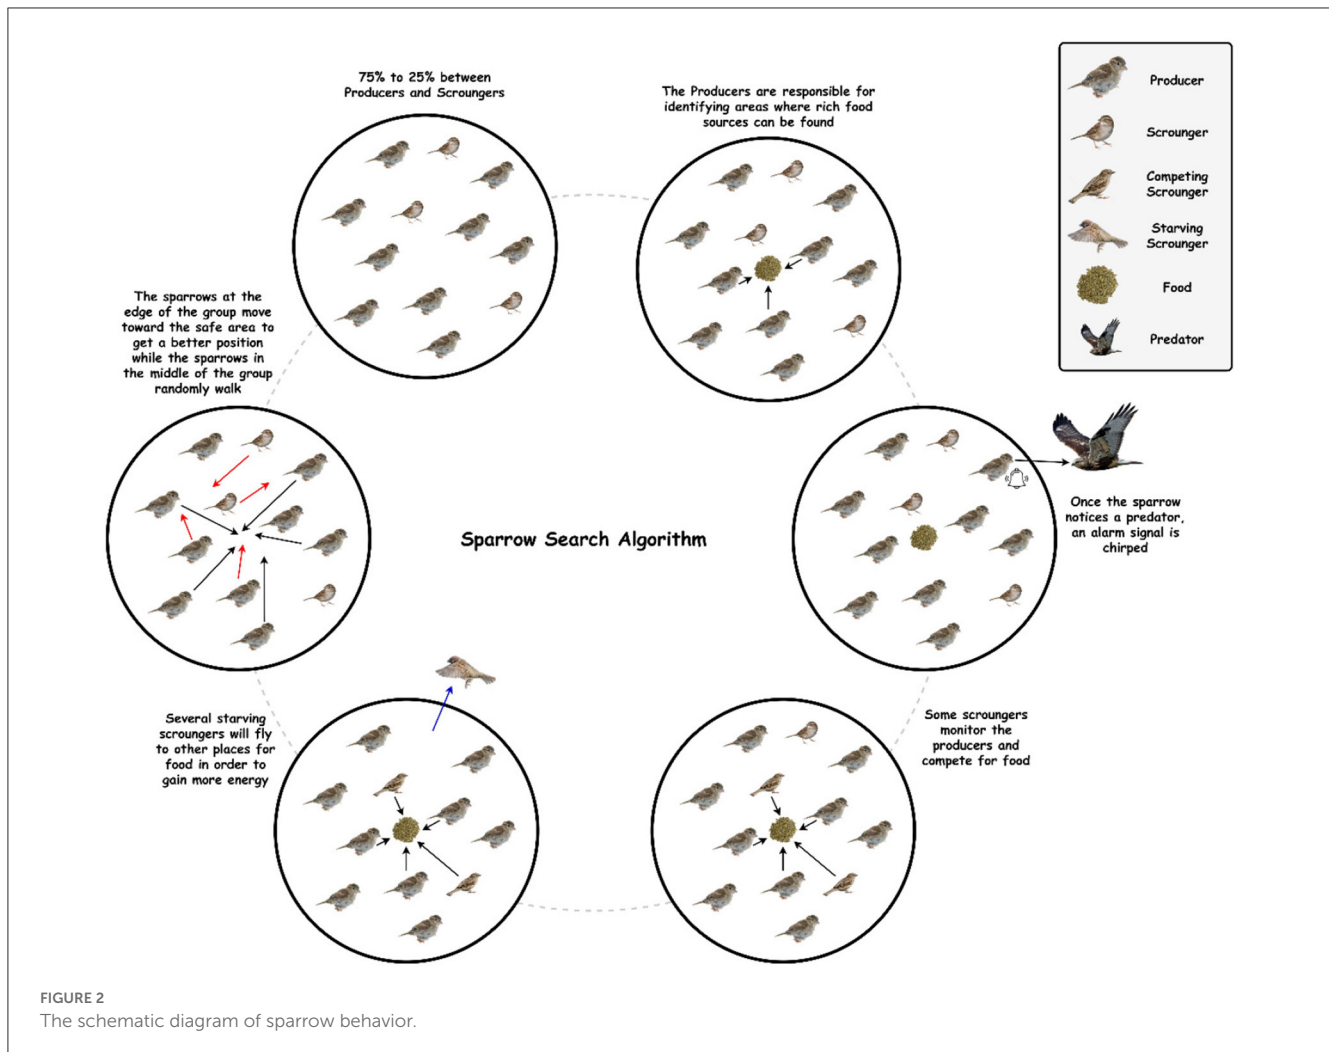 75% to 25% between
Producers and Scroungers
The Producers are responsible for
identifying areas where rich food
sources can be found
Producer
Scrounger
Competing
Scrounger
Starving
Scrounger
Food
Predator
The sparrows at the
edge of the group move
toward the safe area to
get a better position
while the sparrows in
the middle of the group
randomly walk
Once the sparrow
notices a predator,
an alarm signal is
chirped
Sparrow Search Algorithm
Several starving
scroungers will fly
to other places for
food in order to
gain more energy
Some scroungers
monitor the
producers and
compete for food
FIGURE 2
The schematic diagram of sparrow behavior.